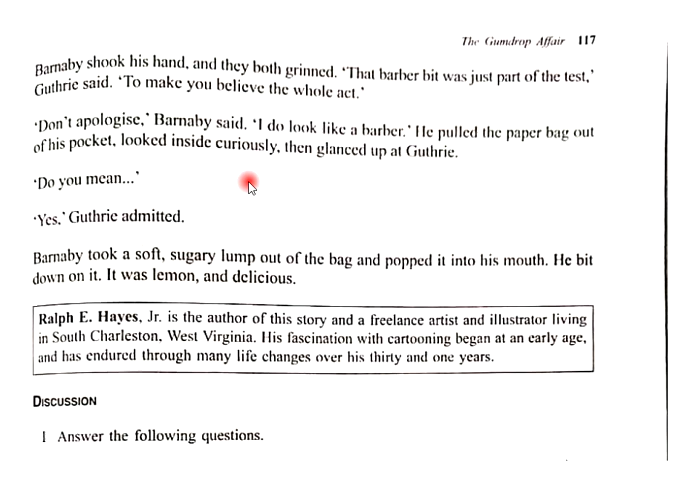 The Gumdrop Affair 117
Barnaby shook his hand, and they both grinned. 'That barber bit was just part of the test,'
Guthrie said. 'To make you believe the whole act.'
'Don't apologise,' Barnaby said. 'I do look like a barber.' He pulled the paper bag out
of his pocket, looked inside curiously, then glanced up at Guthrie.
'Do you mean...'
'Yes,' Guthrie admitted.
Barnaby took a soft, sugary lump out of the bag and popped it into his mouth. He bit
down on it. It was lemon, and delicious.
Ralph E. Hayes, Jr. is the author of this story and a freelance artist and illustrator living
in South Charleston, West Virginia. His fascination with cartooning began at an early age,
and has endured through many life changes over his thirty and one years.
DISCUSSION
1 Answer the following questions.